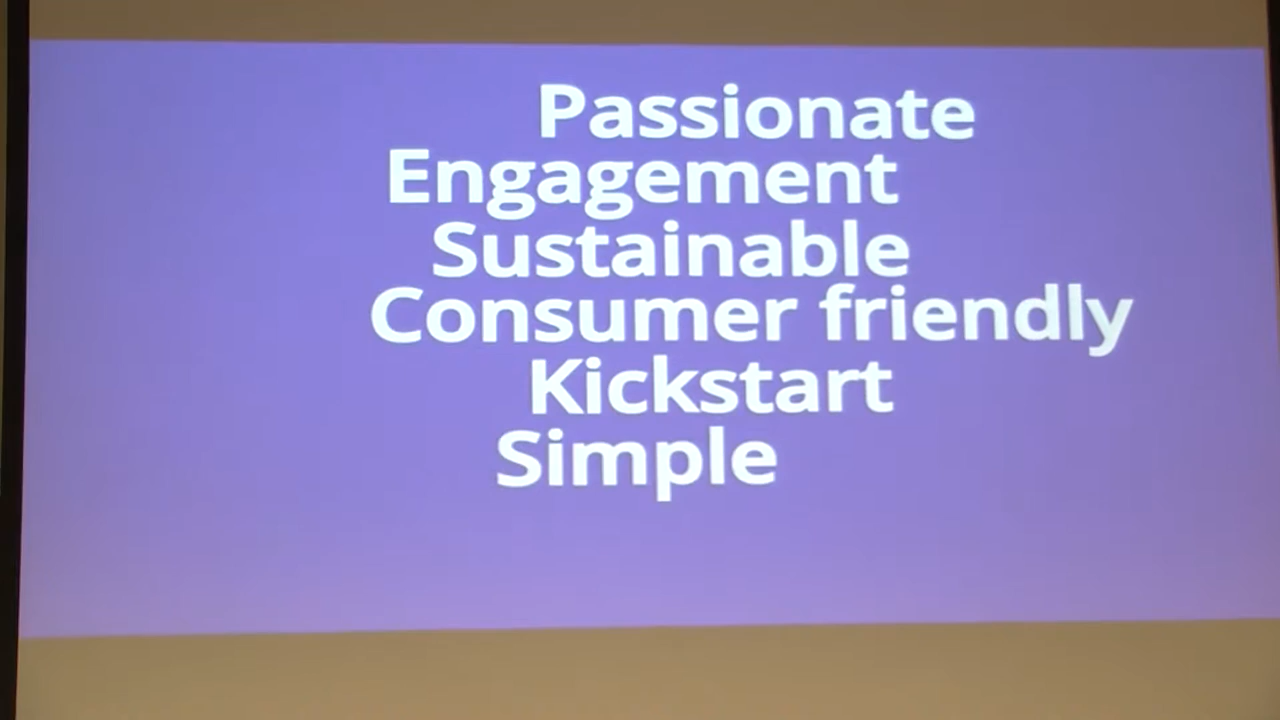 Passionate
Engagement
Sustainable
Consumer friendly
Kickstart
Simple